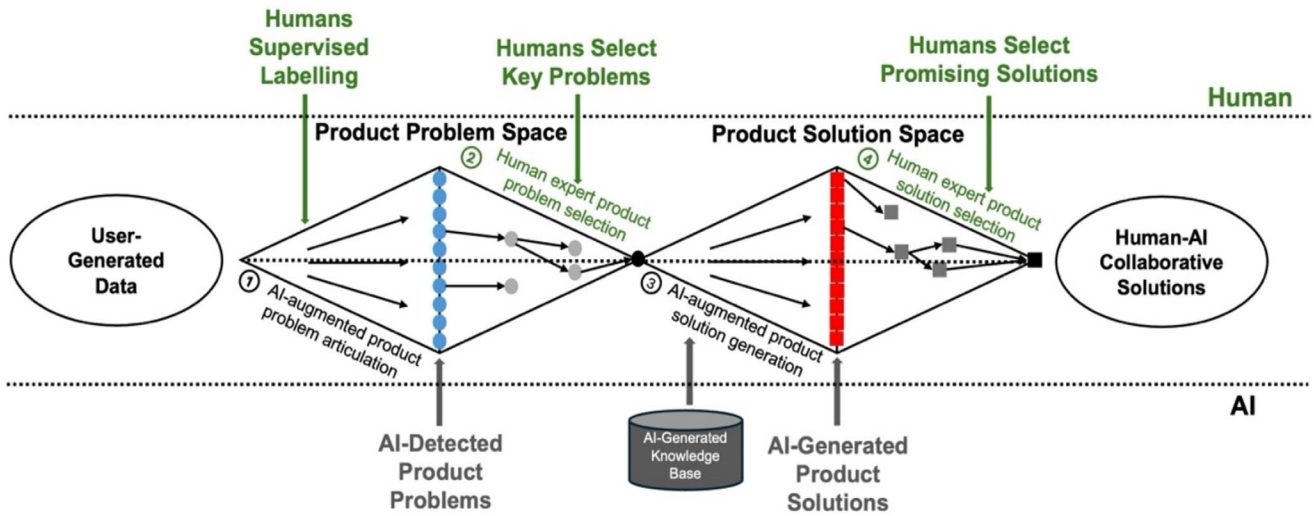 Humans
Supervised
Labelling
Humans Select
Key Problems
Humans Select
Promising Solutions
Human
Product Problem Space
Product Solution Space
2
Human expert product
problem selection
4
Human expert product
solution selection
User-
Generated
Data
Human-AI
Collaborative
Solutions
1
AI-augmented product
problem articulation
3
AI-augmented product
solution generation
AI
AI-Detected
Product
Problems
AI-Generated
Knowledge
Base
AI-Generated
Product
Solutions